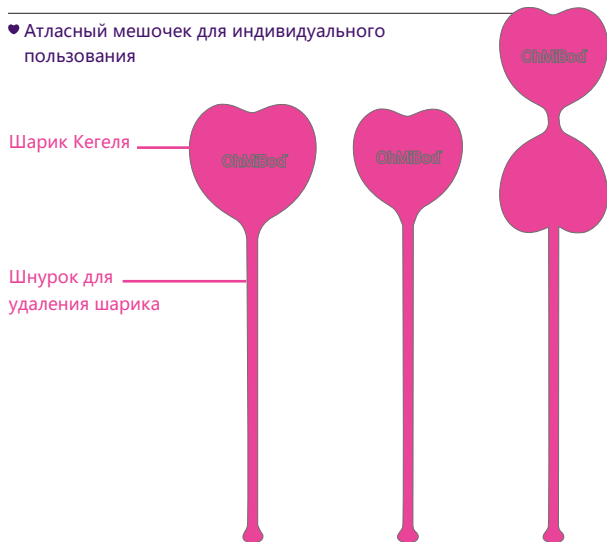 Атласный мешочек для индивидуального
пользования
OhMiBod
Шарик Кегеля
OhMiBod
OhMiBod
Шнурок для
удаления шарика